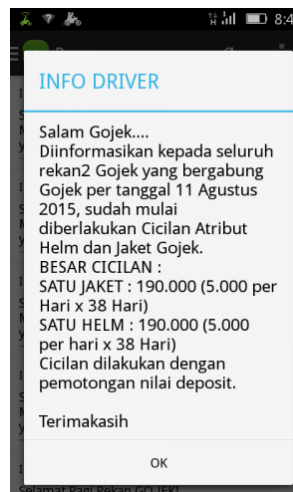 8:4
INFO DRIVER
Salam Gojek....
Diinformasikan kepada seluruh
rekan2 Gojek yang bergabung
Gojek per tanggal 11 Agustus
2015, sudah mulai
diberlakukan Cicilan Atribut
Helm dan Jaket Gojek.
BESAR CICILAN :
SATU JAKET : 190.000 (5.000 per
Hari x 38 Hari)
SATU HELM : 190.000 (5.000
per hari x 38 Hari)
Cicilan dilakukan dengan
pemotongan nilai deposit.
Terimakasih
OK
Selamat Pagi Rekan GOJEK!